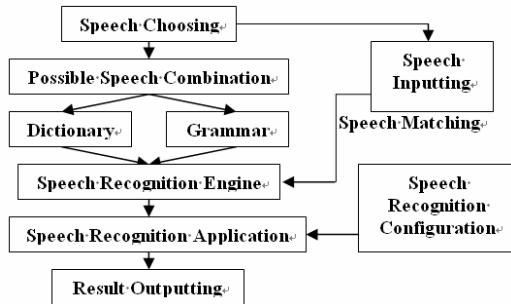 Speech Choosing
Possible Speech Combination
Speech
Inputting
Dictionary
Grammar
Speech Matching
Speech Recognition Engine
Speech
Recognition
Configuration
Speech Recognition Application
Result Outputting